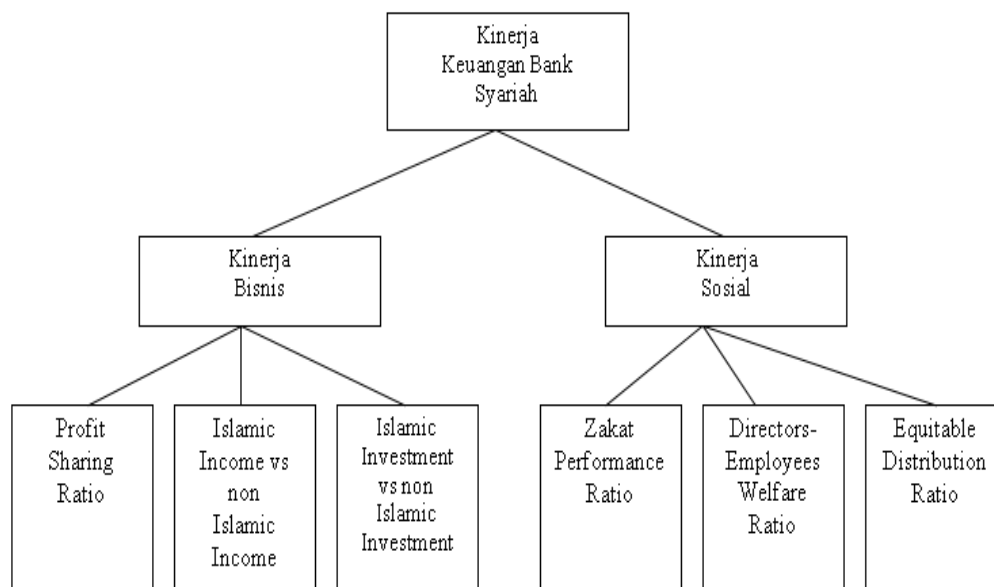 Kinerja
Keuangan Bank
Syariah
Kinerja
Bisnis
Kinerja
Sosial
Profit
Sharing
Ratio
Islamic
Income vs
non
Islamic
Income
Islamic
Investment
vs non
Islamic
Investment
Zakat
Performance
Ratio
Directors-
Employees
Welfare
Ratio
Equitable
Distribution
Ratio